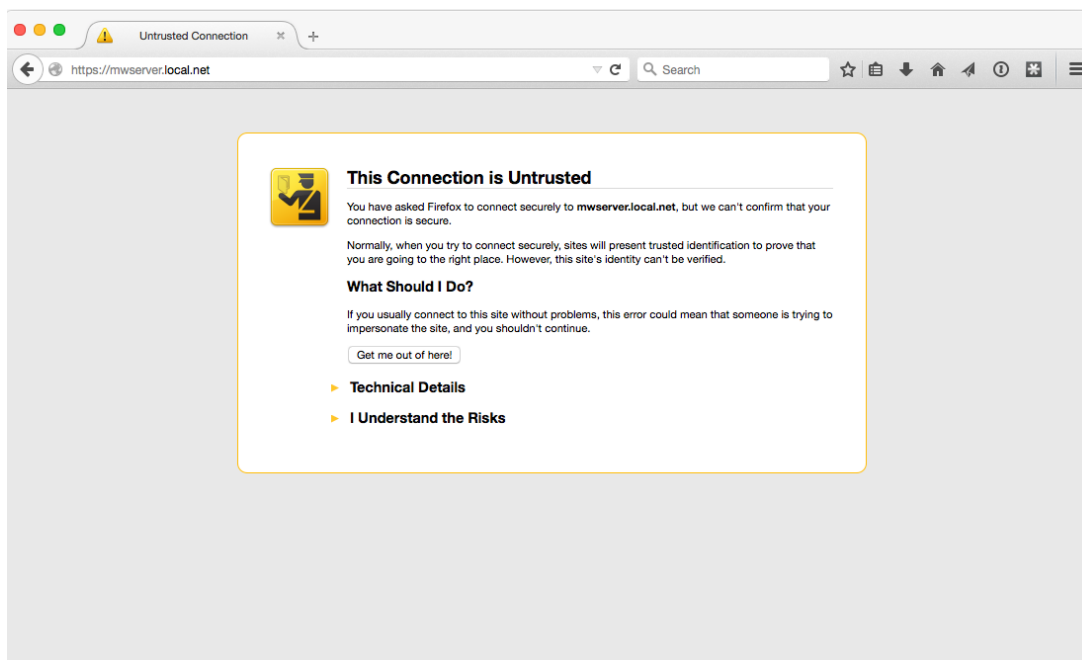 Untrusted Connection
https://mwserver.local.net
Search
This Connection is Untrusted
You have asked Firefox to connect securely to mwserver.local.net, but we can't confirm that your
connection is secure.
Normally, when you try to connect securely, sites will present trusted identification to prove that
you are going to the right place. However, this site's identity can't be verified.
What Should I Do?
If you usually connect to this site without problems, this error could mean that someone is trying to
impersonate the site, and you shouldn't continue.
Get me out of here!
Technical Details
I Understand the Risks